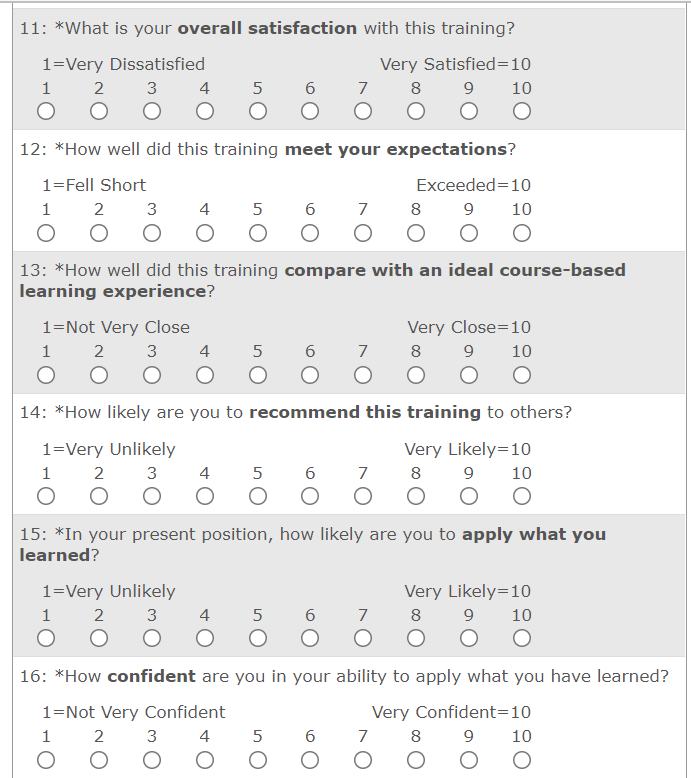 11: *What is your overall satisfaction with this training?
1=Very Dissatisfied Very Satisfied=10
1 2 3 4 5 6 7 8 9 10
12: *How well did this training meet your expectations?
1=Fell Short Exceeded=10
1 2 3 4 5 6 7 8 9 10
13: *How well did this training compare with an ideal course-based
learning experience?
1=Not Very Close Very Close=10
1 2 3 4 5 6 7 8 9 10
14: *How likely are you to recommend this training to others?
1=Very Unlikely Very Likely=10
1 2 3 4 5 6 7 8 9 10
15: *In your present position, how likely are you to apply what you
learned?
1=Very Unlikely Very Likely=10
1 2 3 4 5 6 7 8 9 10
16: *How confident are you in your ability to apply what you have learned?
1=Not Very Confident Very Confident=10
1 2 3 4 5 6 7 8 9 10